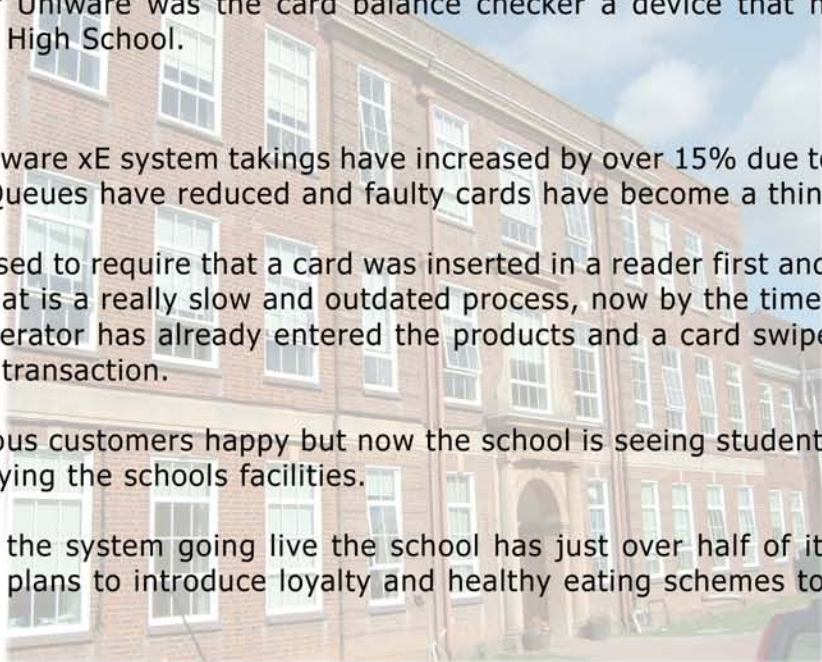 Uniware was the card balance checker a device that
High School.
ware xE system takings have increased by over 15% due to
Queues have reduced and faulty cards have become a thin
sed to require that a card was inserted in a reader first and
at is a really slow and outdated process, now by the time
erator has already entered the products and a card swipe
transaction.
ous customers happy but now the school is seeing student
ying the schools facilities.
the system going live the school has just over half of it
plans to introduce loyalty and healthy eating schemes to